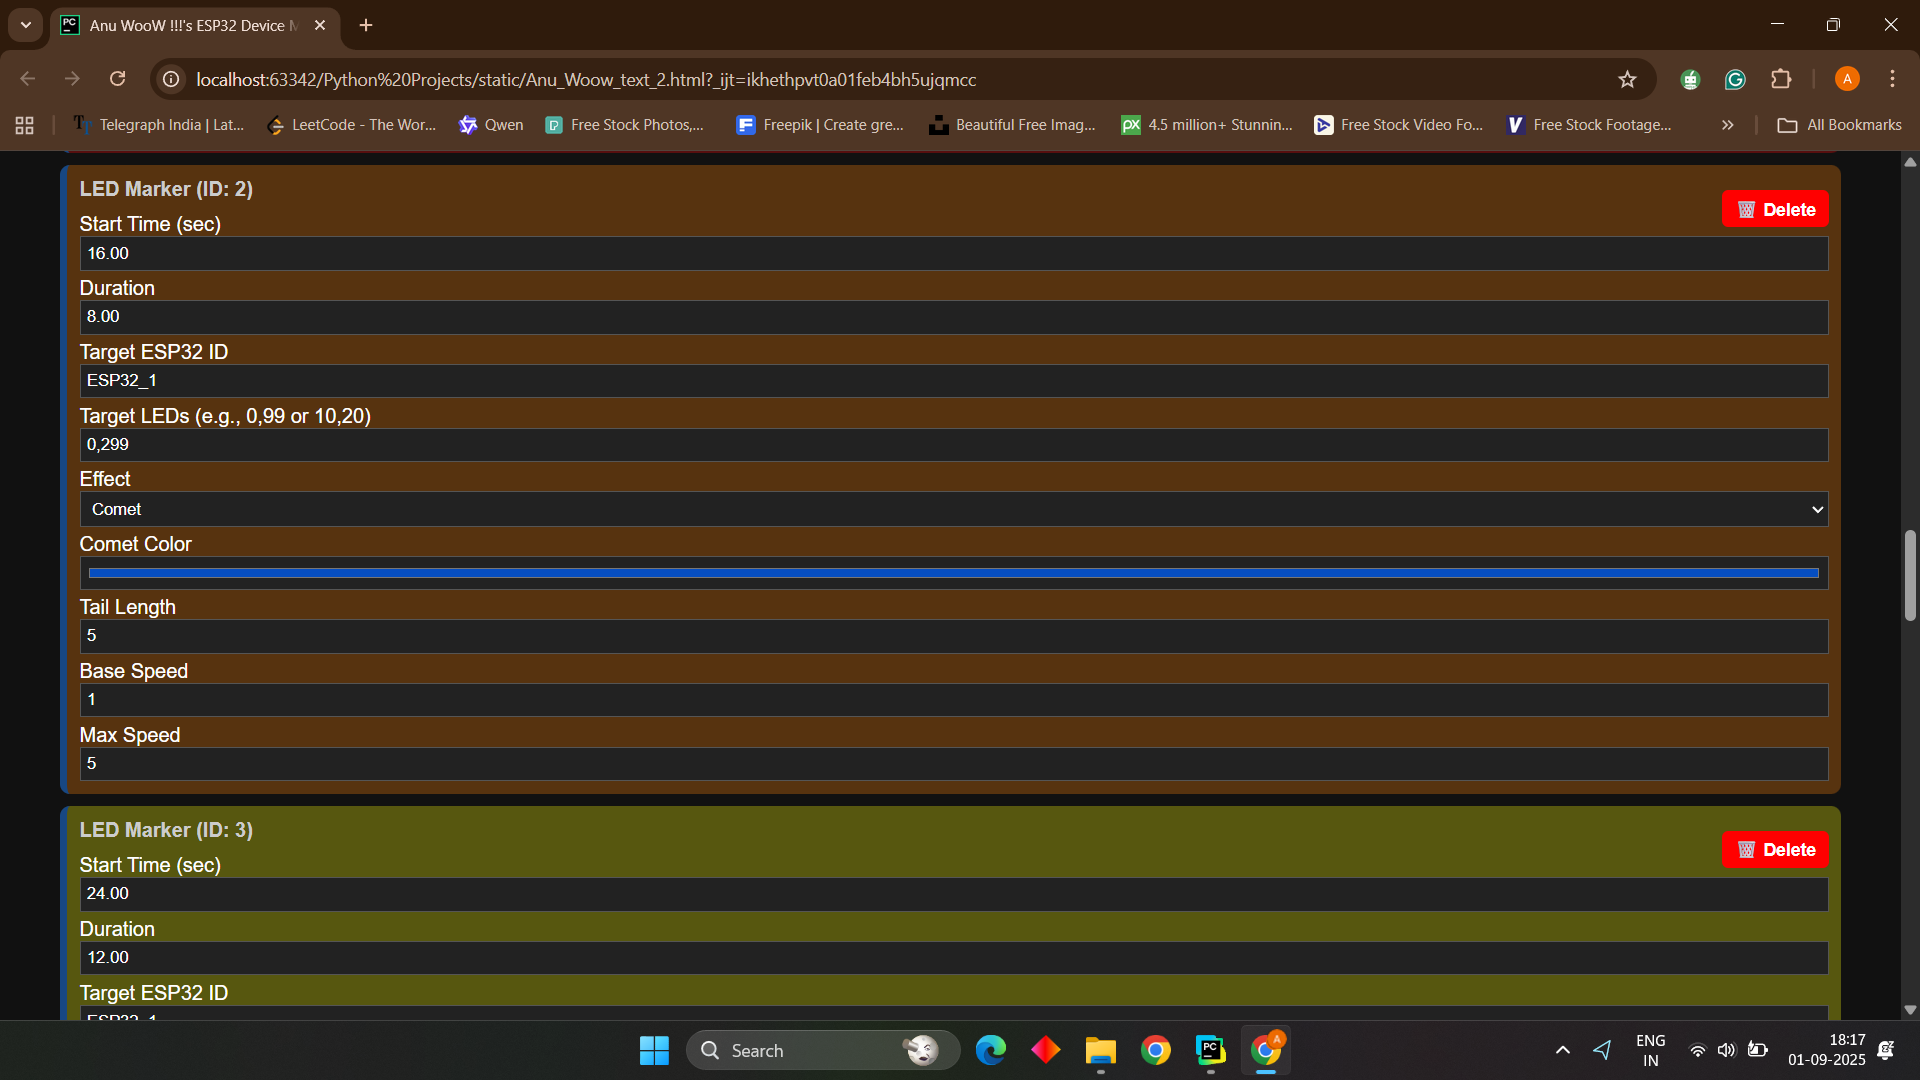 Anu WooW !!!'s ESP32 Device M
localhost:63342/Python%20Projects/static/Anu_Woow_text_2.html?_ijt=ikhethpvt0a01feb4bh5ujqmcc
A
Telegraph India | Lat...
LeetCode - The Wor...
Qwen
Free Stock Photos,...
Freepik | Create gre...
Beautiful Free Imag...
4.5 million+ Stunnin...
Free Stock Video Fo...
Free Stock Footage...
All Bookmarks
LED Marker (ID: 2)
Delete
Start Time (sec)
16.00
Duration
8.00
Target ESP32 ID
ESP32_1
Target LEDs (e.g., 0,99 or 10,20)
0,299
Effect
Comet
Comet Color
Tail Length
5
Base Speed
1
Max Speed
5
LED Marker (ID: 3)
Delete
Start Time (sec)
24.00
Duration
12.00
Target ESP32 ID
ESP32_1
Search
ENG
IN
18:17
01-09-2025